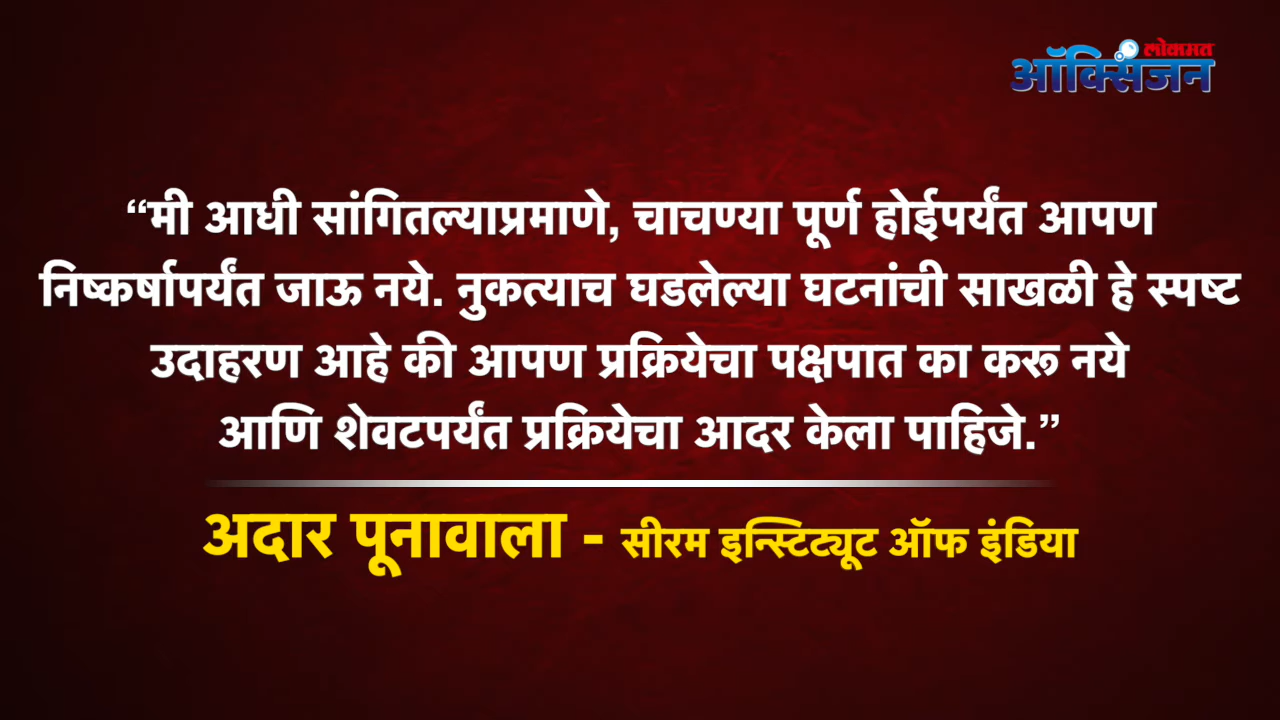 लोकमत
ऑक्सिजन
“मी आधी सांगितल्याप्रमाणे, चाचण्या पूर्ण होईपर्यंत आपण
निष्कर्षापर्यंत जाऊ नये. नुकत्याच घडलेल्या घटनांची साखळी हे स्पष्ट
उदाहरण आहे की आपण प्रक्रियेचा पक्षपात का करू नये
आणि शेवटपर्यंत प्रक्रियेचा आदर केला पाहिजे.”
अदार पूनावाला - सीरम इन्स्टिट्यूट ऑफ इंडिया